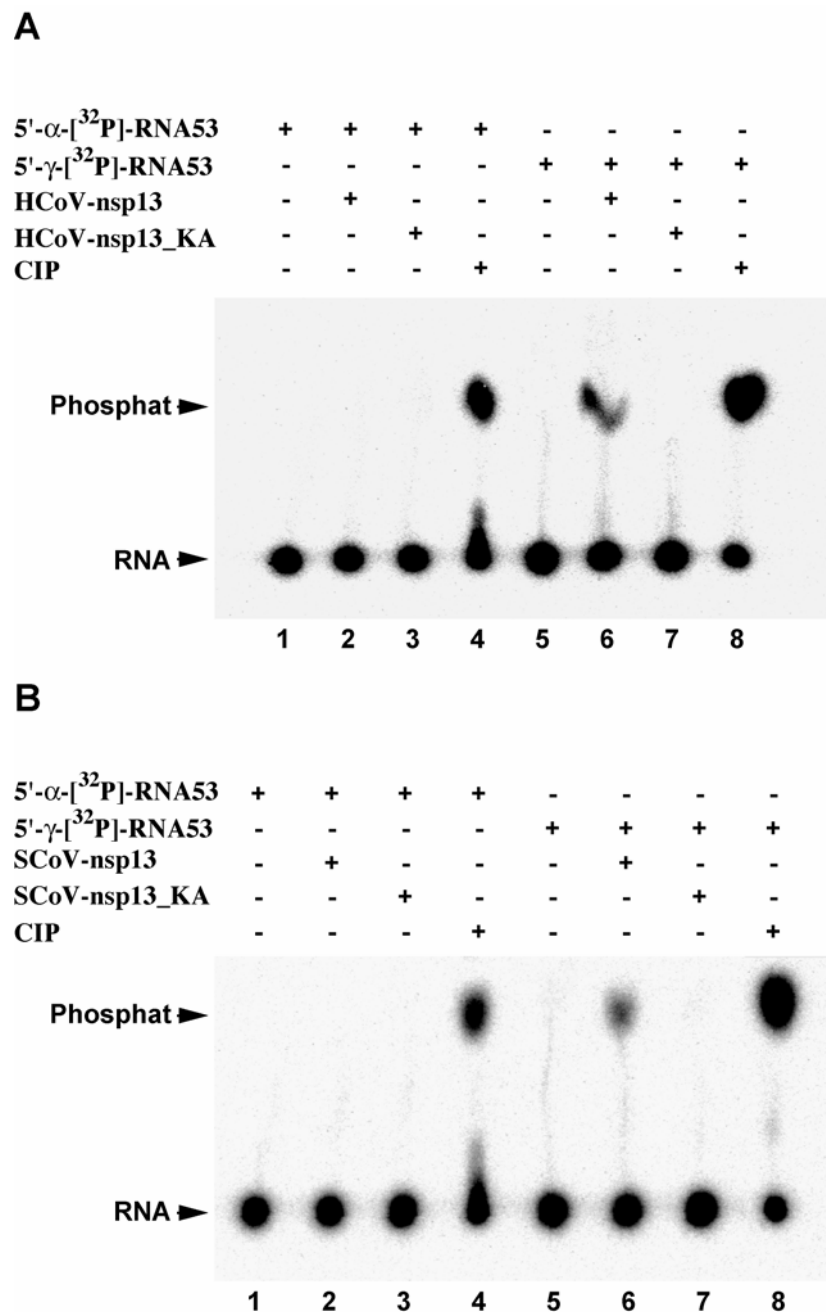 A
5'-α-[³²P]-RNA53 + + + + - - - -
5'-γ-[³²P]-RNA53 - - - - + + + +
HCoV-nsp13 - + - - - + - -
HCoV-nsp13_KA - - + - - - + -
CIP - - - + - - - +
Phosphat
RNA
1 2 3 4 5 6 7 8
B
5'-α-[³²P]-RNA53 + + + + - - - -
5'-γ-[³²P]-RNA53 - - - - + + + +
SCoV-nsp13 - + - - - + - -
SCoV-nsp13_KA - - + - - - + -
CIP - - - + - - - +
Phosphat
RNA
1 2 3 4 5 6 7 8